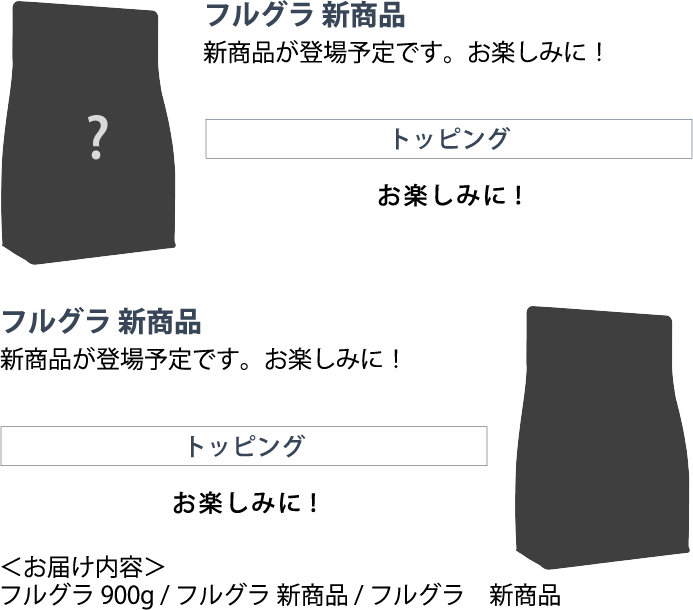 フルグラ 新商品
新商品が登場予定です。お楽しみに！
?
トッピング
お楽しみに！
フルグラ 新商品
新商品が登場予定です。お楽しみに！
トッピング
お楽しみに！
＜お届け内容＞
フルグラ 900g / フルグラ 新商品 / フルグラ　新商品